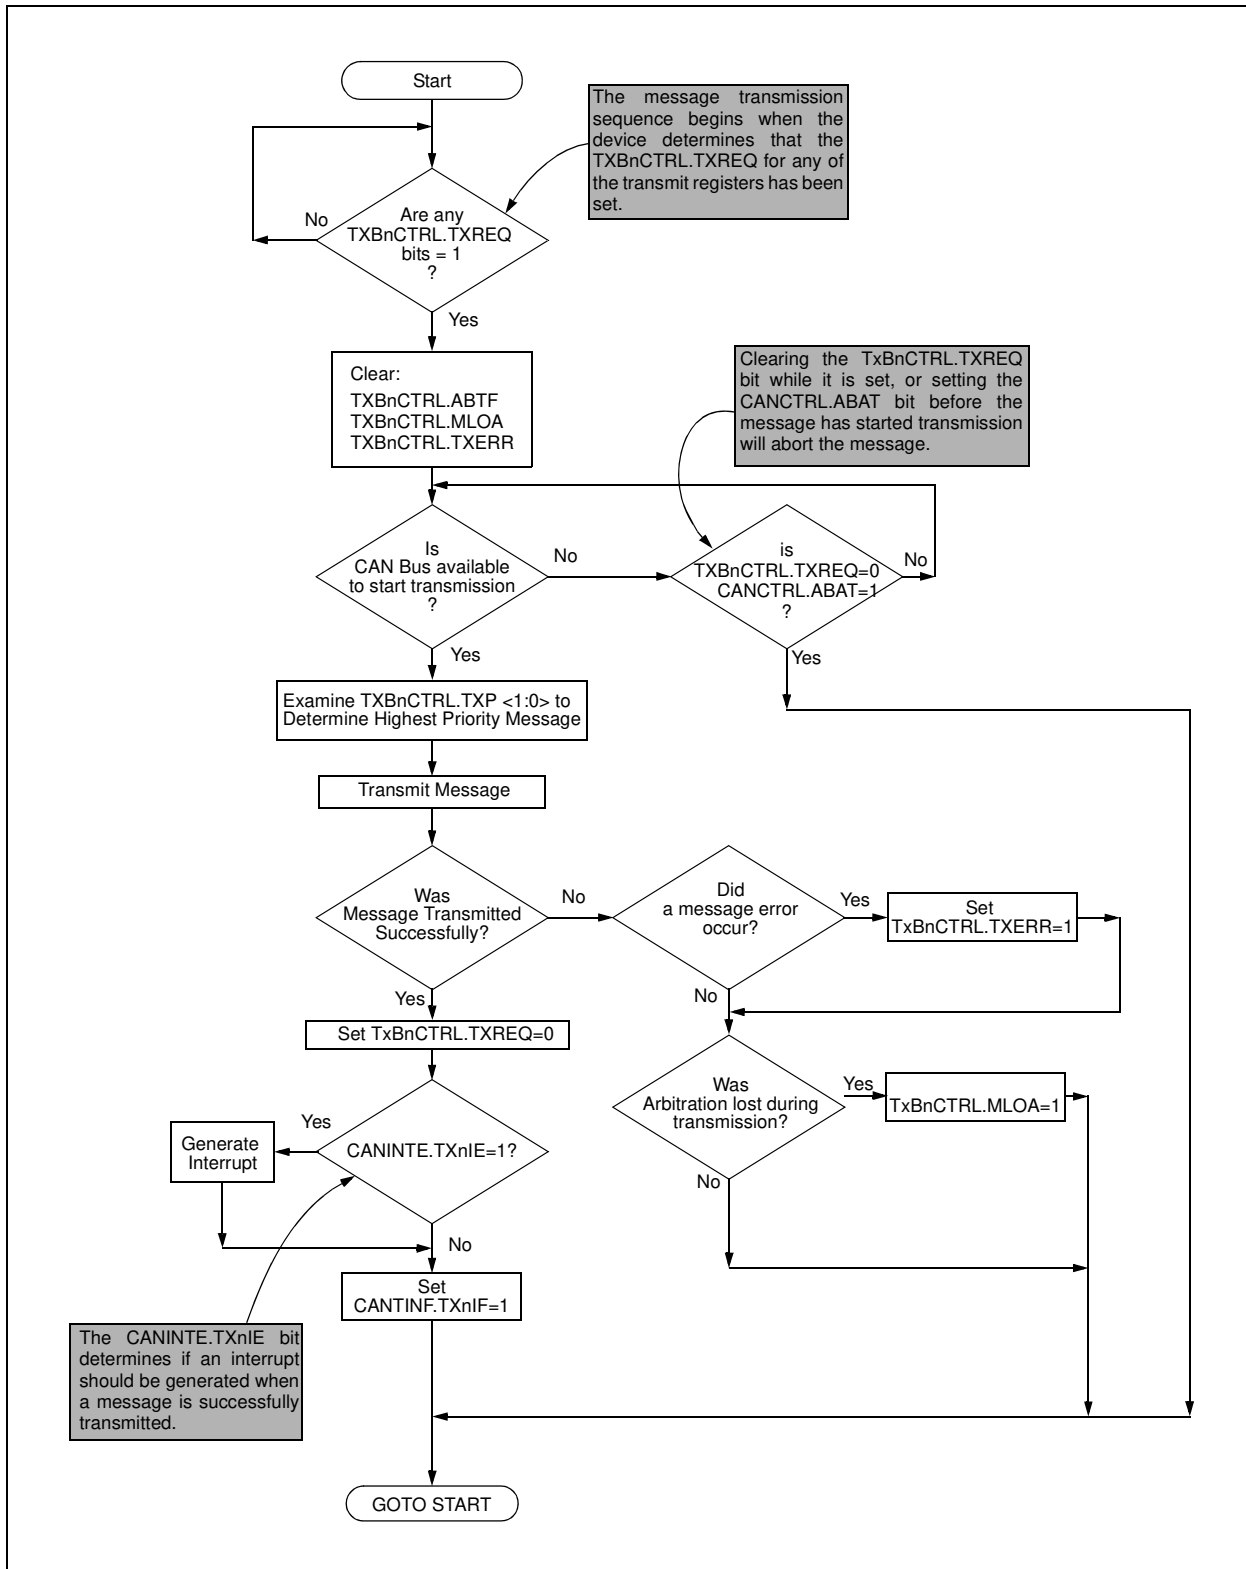 Start
The message transmission
sequence begins when the
device determines that the
TXBnCTRL.TXREQ for any of
the transmit registers has been
set.
No
Are any
TXBnCTRL.TXREQ
bits = 1
?
Yes
Clear:
TXBnCTRL.ABTF
TXBnCTRL.MLOA
TXBnCTRL.TXERR
Clearing the TxBnCTRL.TXREQ
bit while it is set, or setting the
CANCTRL.ABAT bit before the
message has started transmission
will abort the message.
Is
CAN Bus available
to start transmission
?
No
is
TXBnCTRL.TXREQ=0
CANCTRL.ABAT=1
?
No
Yes
Yes
Examine TXBnCTRL.TXP <1:0> to
Determine Highest Priority Message
Transmit Message
Was
Message Transmitted
Successfully?
No
Did
a message error
occur?
Yes
Set
TxBnCTRL.TXERR=1
Yes
No
Set TxBnCTRL.TXREQ=0
Was
Arbitration lost during
transmission?
Yes
TxBnCTRL.MLOA=1
Yes
Generate
Interrupt
CANINTE.TXnIE=1?
No
No
Set
CANTINF.TXnIF=1
The CANINTE.TXnIE bit
determines if an interrupt
should be generated when
a message is successfully
transmitted.
GOTO START